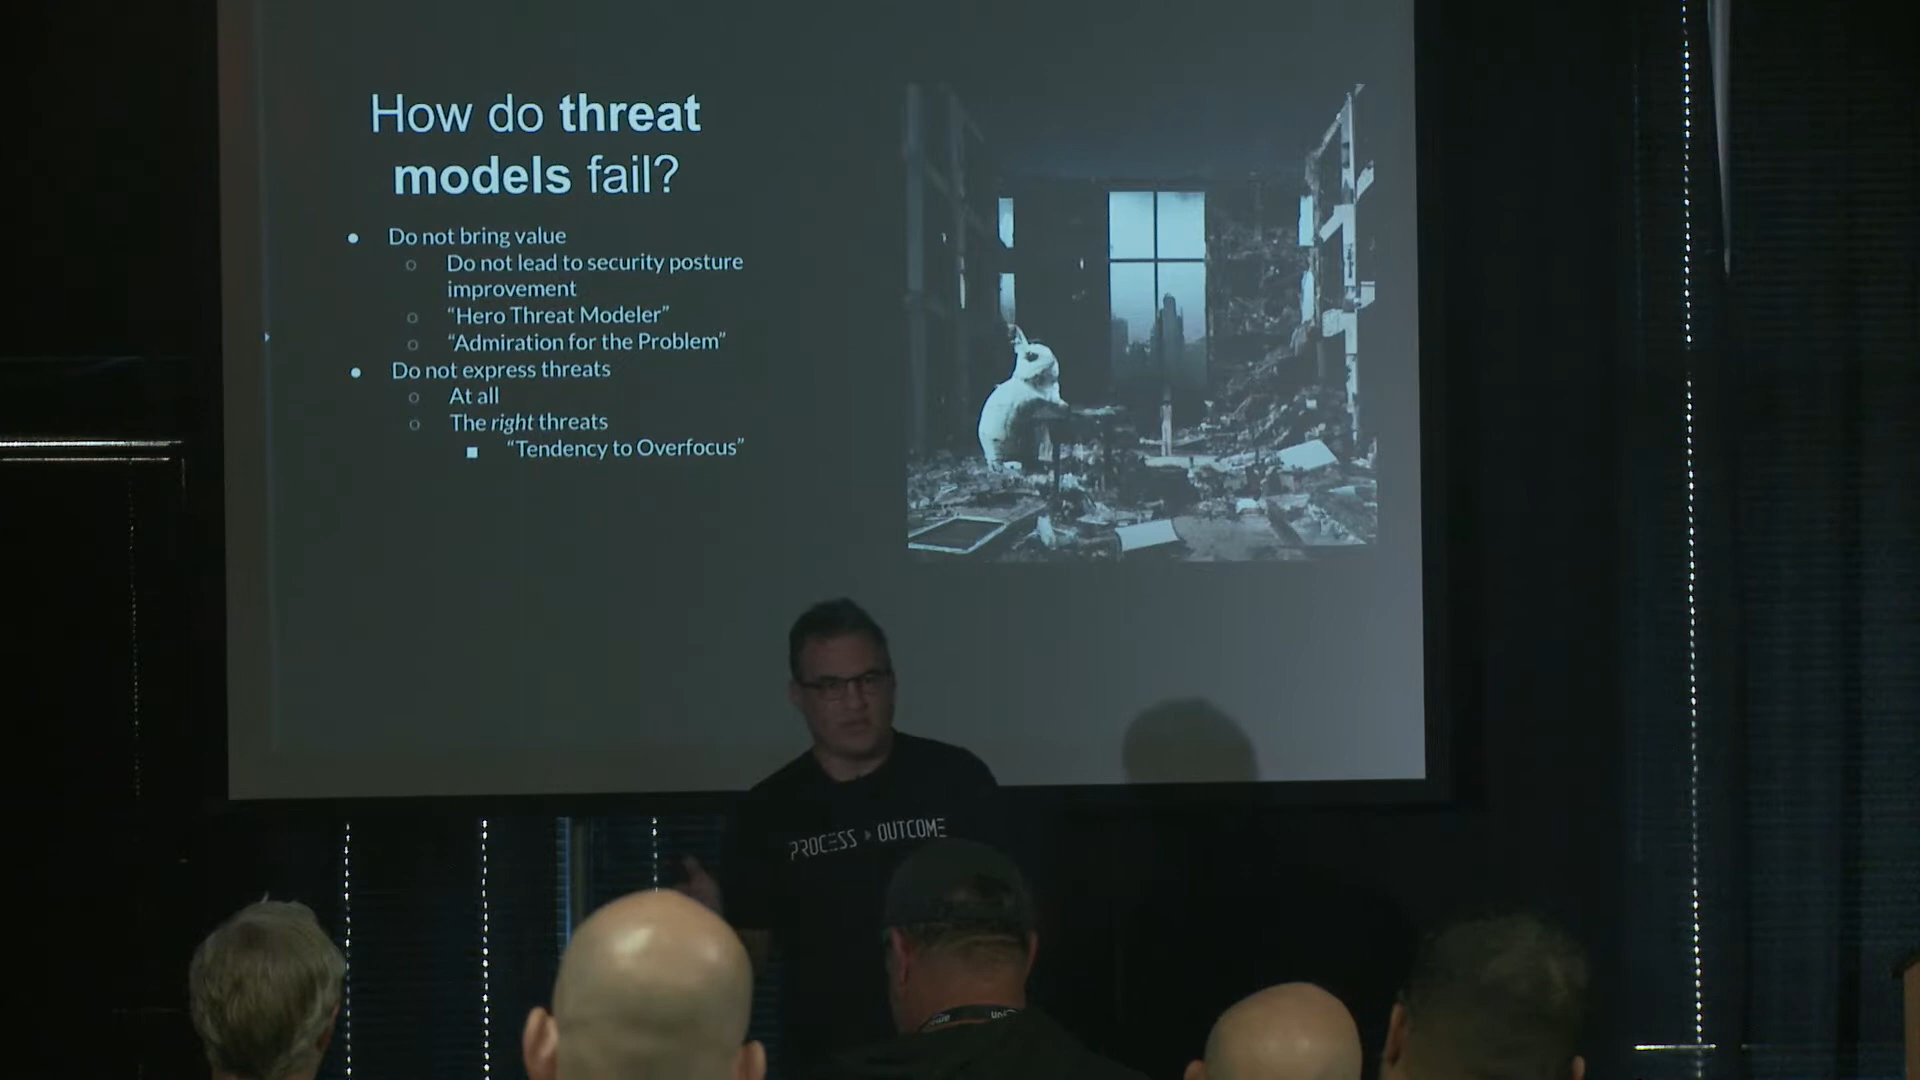 How do threat
models fail?
● Do not bring value
○ Do not lead to security posture
improvement
○ “Hero Threat Modeler”
○ “Admiration for the Problem”
● Do not express threats
○ At all
○ The right threats
■ “Tendency to Overfocus”
PROCESS > OUTCOME